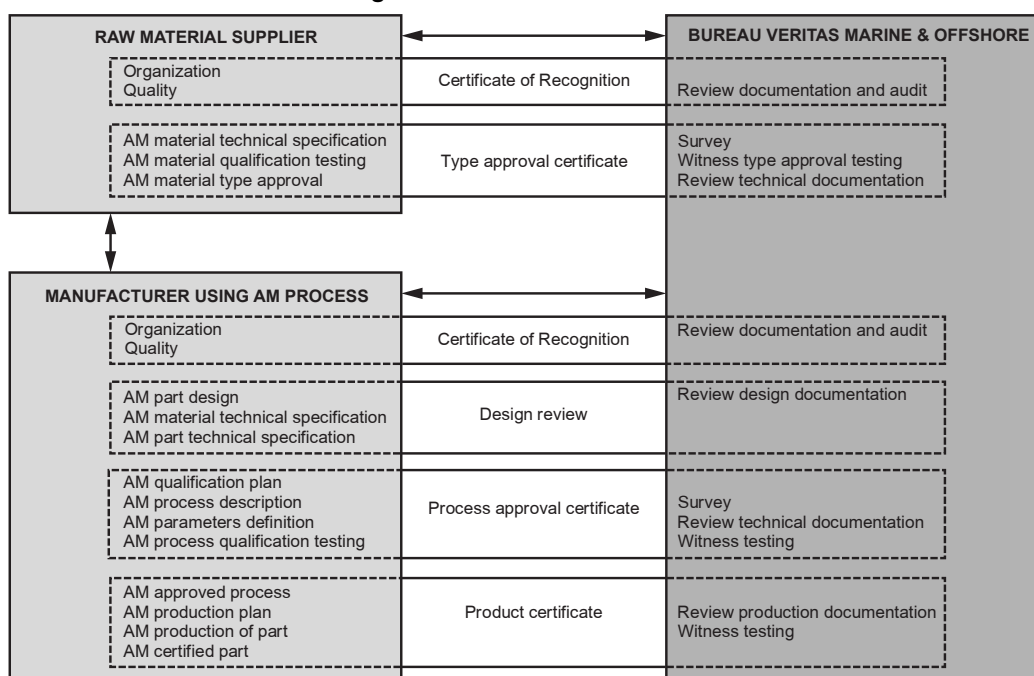 RAW MATERIAL SUPPLIER
BUREAU VERITAS MARINE & OFFSHORE
Organization
Quality
Certificate of Recognition
Review documentation and audit
AM material technical specification
AM material qualification testing
AM material type approval
Type approval certificate
Survey
Witness type approval testing
Review technical documentation
MANUFACTURER USING AM PROCESS
Organization
Quality
Certificate of Recognition
Review documentation and audit
AM part design
AM material technical specification
AM part technical specification
Design review
Review design documentation
AM qualification plan
AM process description
AM parameters definition
AM process qualification testing
Process approval certificate
Survey
Review technical documentation
Witness testing
AM approved process
AM production plan
AM production of part
AM certified part
Product certificate
Review production documentation
Witness testing